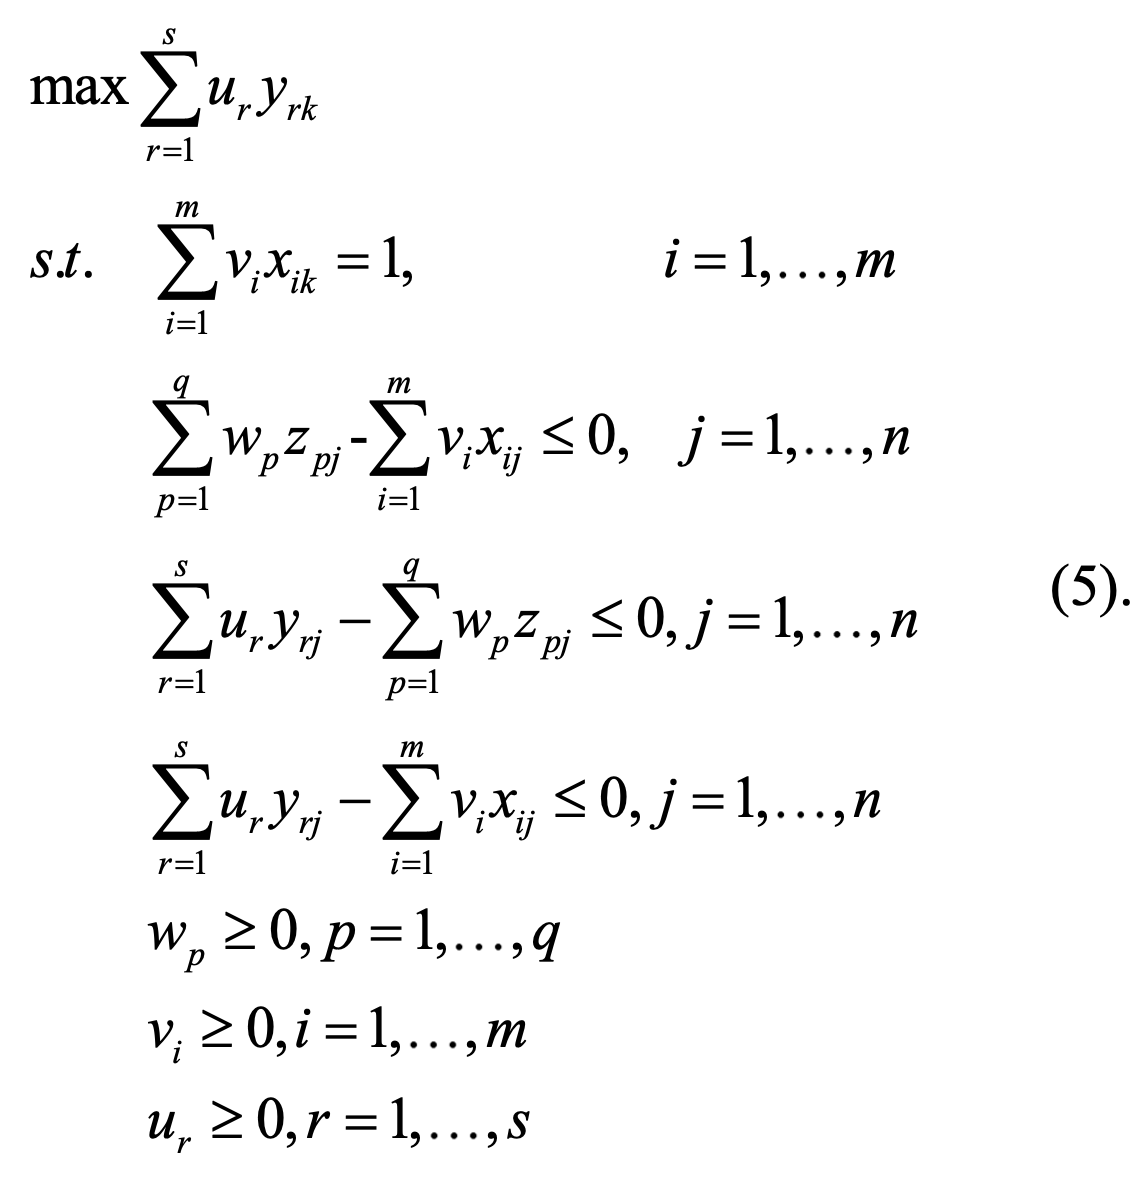 max ∑_{r=1}^{s} u_r y_{rk}
s.t. ∑_{i=1}^{m} v_i x_{ik} = 1, i = 1,…,m
∑_{p=1}^{q} w_p z_{pj} - ∑_{i=1}^{m} v_i x_{ij} ≤ 0, j = 1,…,n
∑_{r=1}^{s} u_r y_{rj} − ∑_{p=1}^{q} w_p z_{pj} ≤ 0, j = 1,…,n (5).
∑_{r=1}^{s} u_r y_{rj} − ∑_{i=1}^{m} v_i x_{ij} ≤ 0, j = 1,…,n
w_p ≥ 0, p = 1,…,q
v_i ≥ 0, i = 1,…,m
u_r ≥ 0, r = 1,…,s